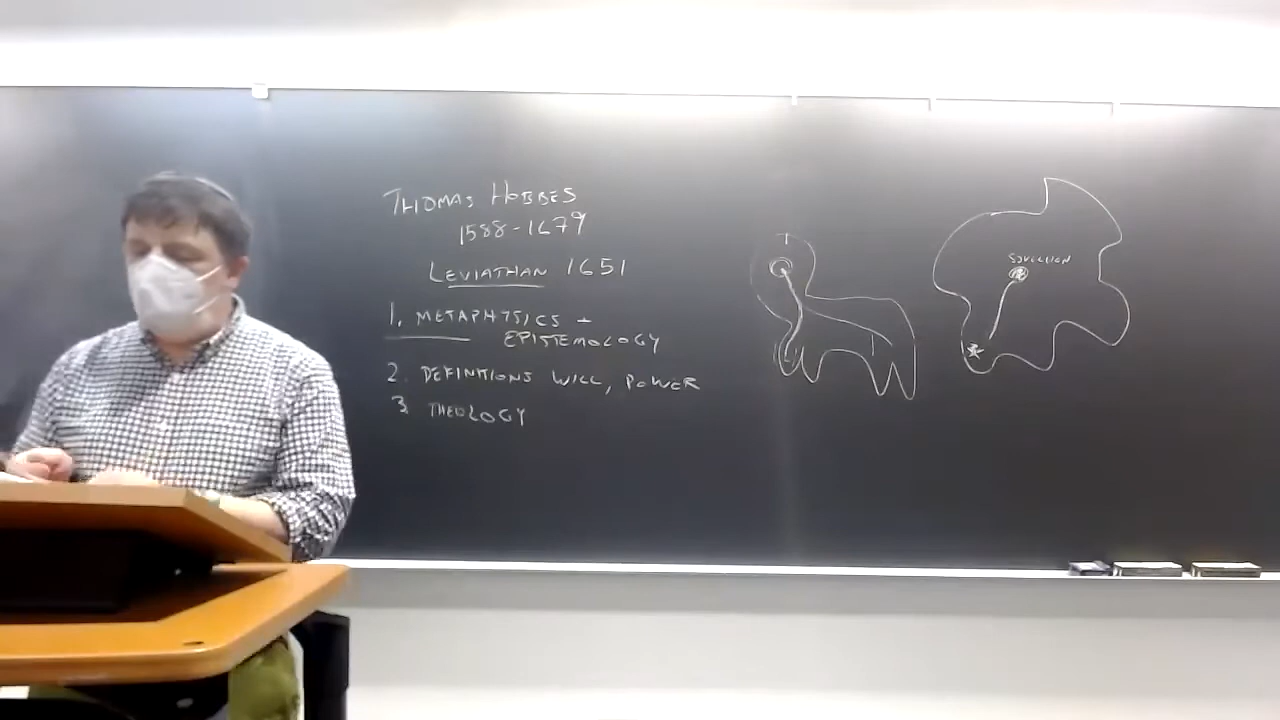 THOMAS HOBBES
1588-1679
LEVIATHAN 1651
1. METAPHYSICS +
EPISTEMOLOGY
2. DEFINITIONS WILL, POWER
3. THEOLOGY
SOVEREIGN